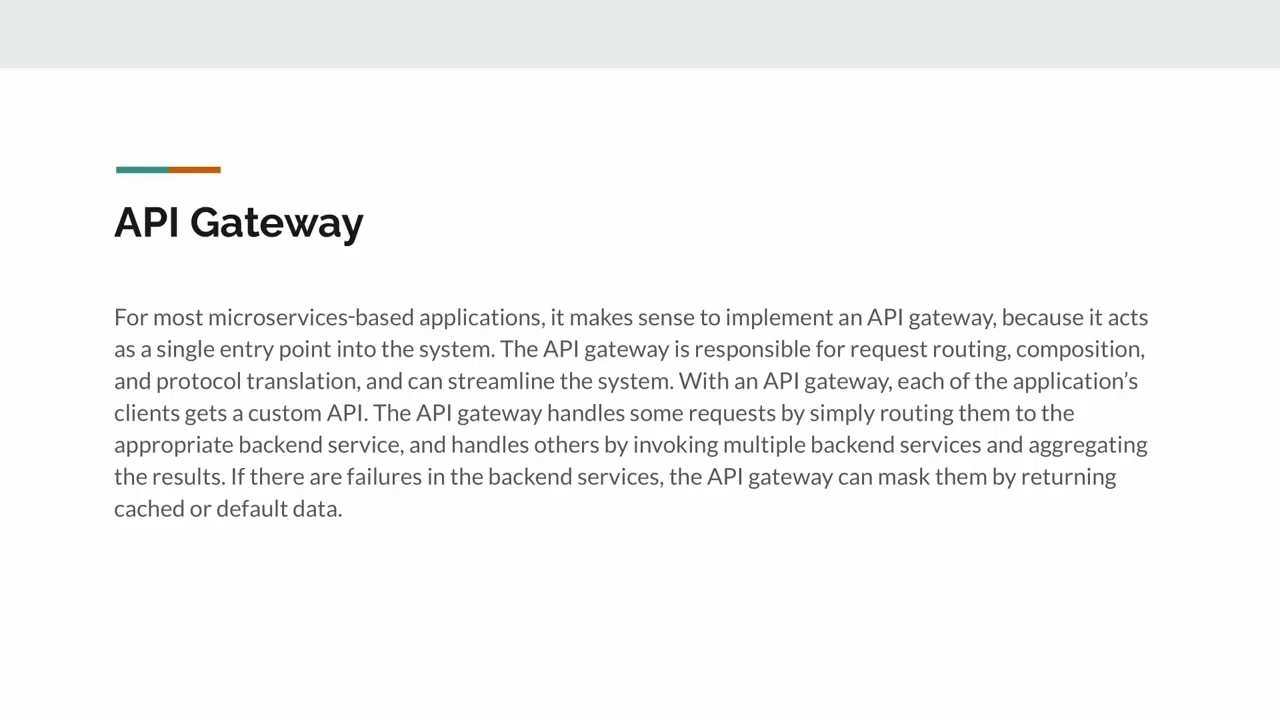 API Gateway
For most microservices-based applications, it makes sense to implement an API gateway, because it acts
as a single entry point into the system. The API gateway is responsible for request routing, composition,
and protocol translation, and can streamline the system. With an API gateway, each of the application’s
clients gets a custom API. The API gateway handles some requests by simply routing them to the
appropriate backend service, and handles others by invoking multiple backend services and aggregating
the results. If there are failures in the backend services, the API gateway can mask them by returning
cached or default data.